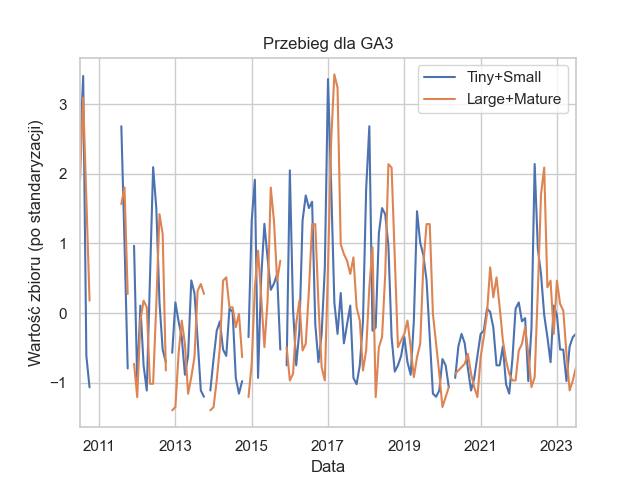 Przebieg dla GA3
Tiny+Small
Large+Mature
Wartość zbioru (po standaryzacji)
3
2
1
0
−1
2011 2013 2015 2017 2019 2021 2023
Data